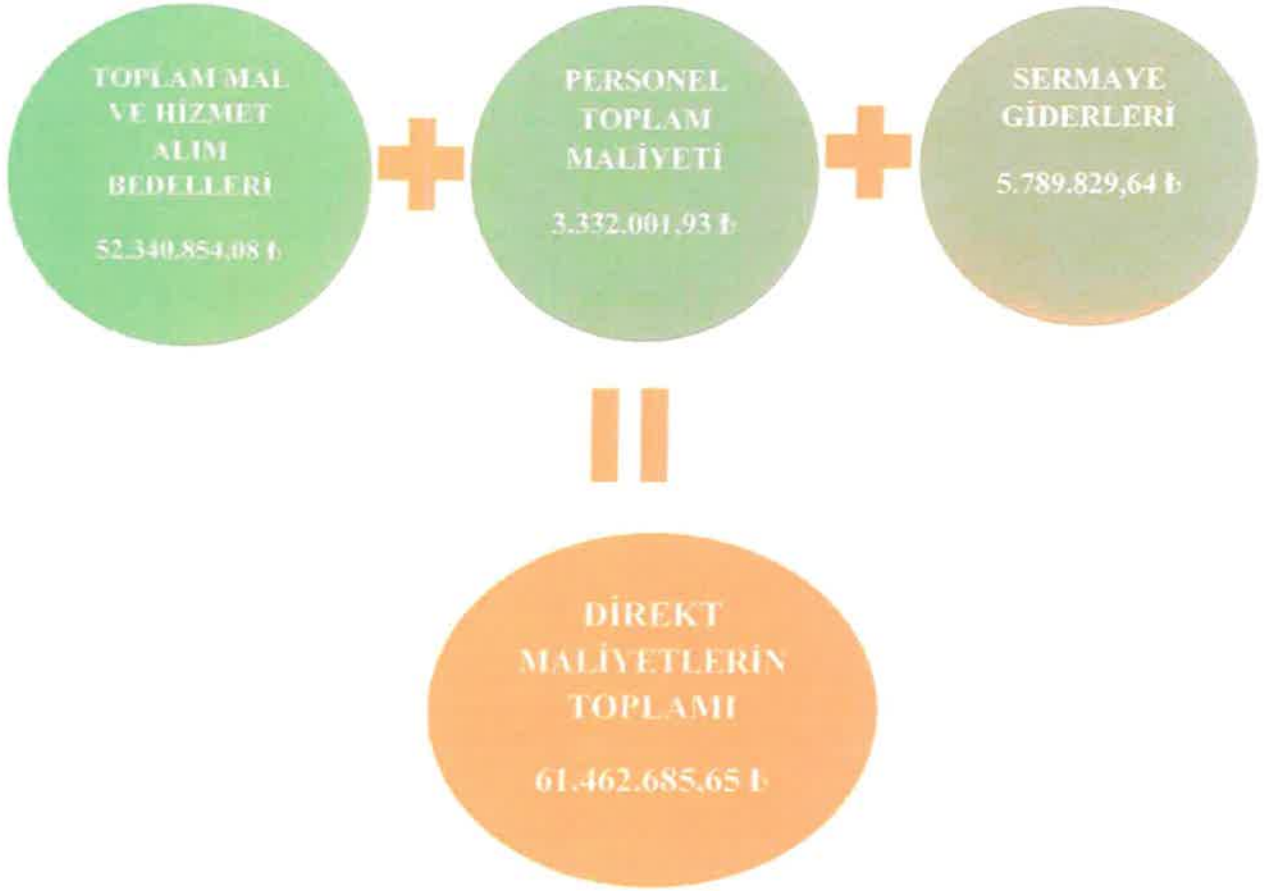 TOPLAM MAL
VE HİZMET
ALIM
BEDELLERİ
52.340.854,08 ₺
PERSONEL
TOPLAM
MALİYETİ
3.332.001,93 ₺
SERMAYE
GİDERLERİ
5.789.829,64 ₺
DİREKT
MALİYETLERİN
TOPLAMI
61.462.685,65 ₺